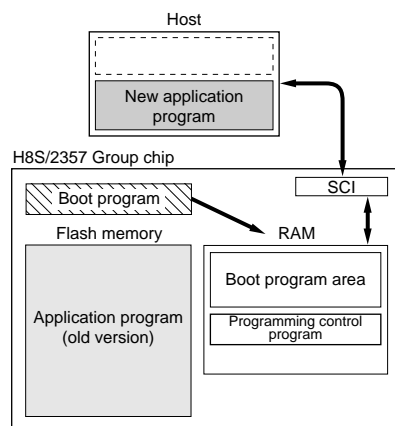 Host
New application
program
H8S/2357 Group chip
SCI
Boot program
Flash memory
RAM
Application program
(old version)
Boot program area
Programming control
program